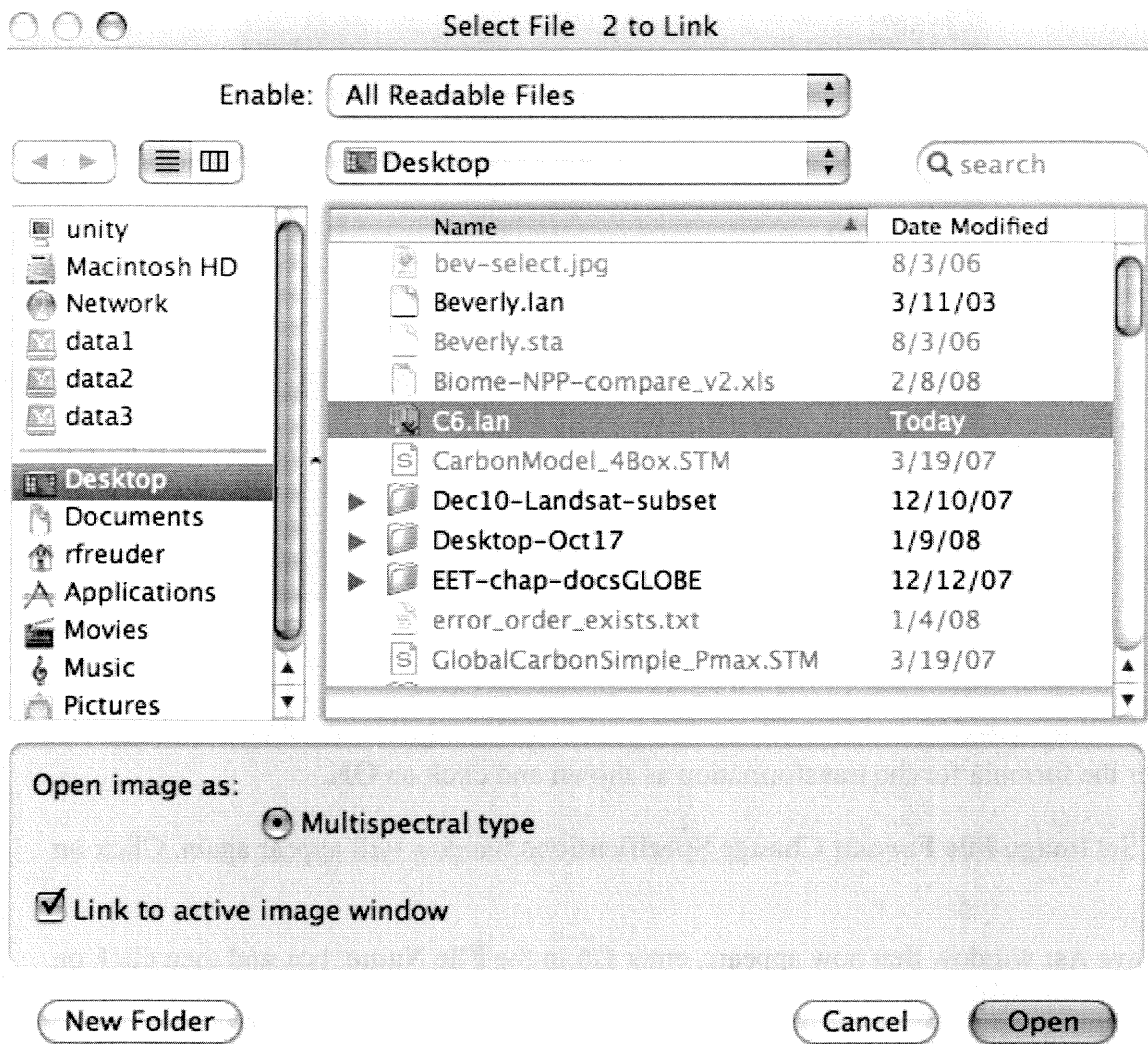 Select File 2 to Link
Enable: All Readable Files
Desktop
search
unity
Macintosh HD
Network
data1
data2
data3
Desktop
Documents
rfreuder
Applications
Movies
Music
Pictures
Name Date Modified
bev-select.jpg 8/3/06
Beverly.lan 3/11/03
Beverly.sta 8/3/06
Biome-NPP-compare_v2.xls 2/8/08
C6.lan Today
CarbonModel_4Box.STM 3/19/07
Dec10-Landsat-subset 12/10/07
Desktop-Oct17 1/9/08
EET-chap-docsGLOBE 12/12/07
error_order_exists.txt 1/4/08
GlobalCarbonSimple_Pmax.STM 3/19/07
Open image as:
Multispectral type
Link to active image window
New Folder Cancel Open